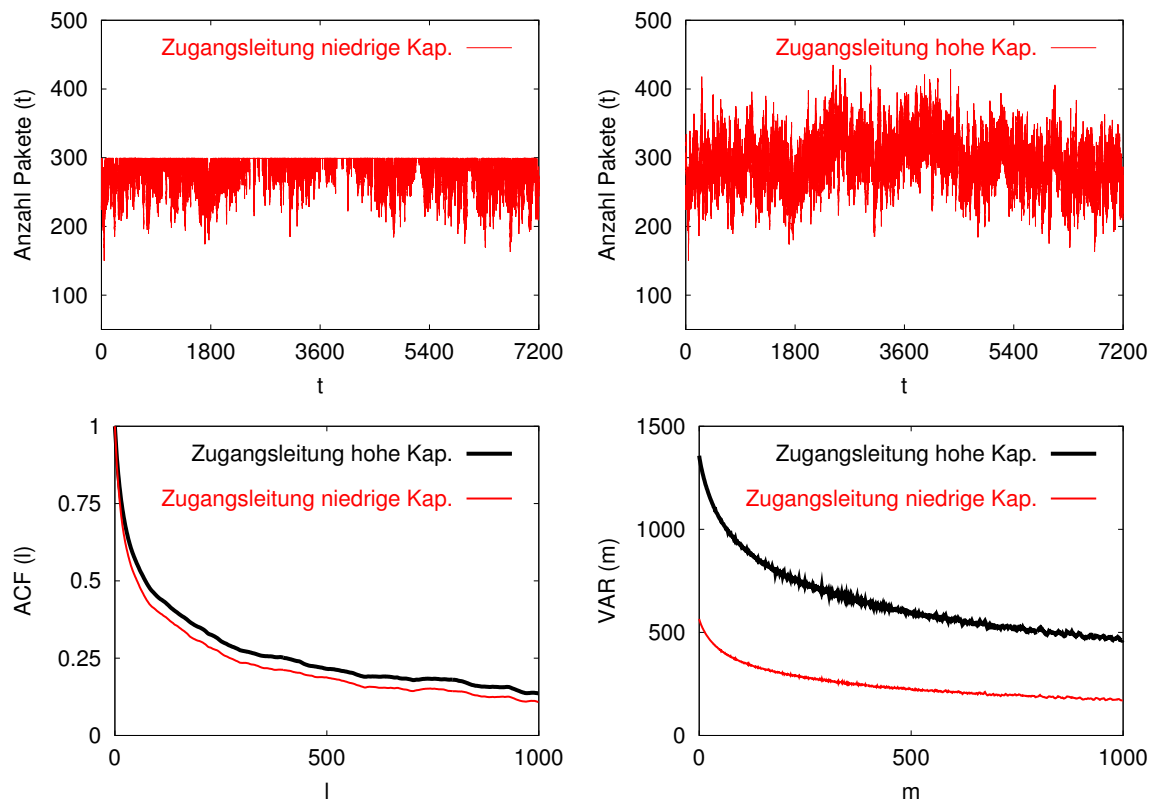 500
400
300
200
100
0
1800
3600
5400
7200
Anzahl Pakete (t)
t
Zugangsleitung niedrige Kap.
500
400
300
200
100
0
1800
3600
5400
7200
Anzahl Pakete (t)
t
Zugangsleitung hohe Kap.
1
0.75
0.5
0.25
0
0
500
1000
ACF (l)
l
Zugangsleitung hohe Kap.
Zugangsleitung niedrige Kap.
1500
1000
500
0
0
500
1000
VAR (m)
m
Zugangsleitung hohe Kap.
Zugangsleitung niedrige Kap.